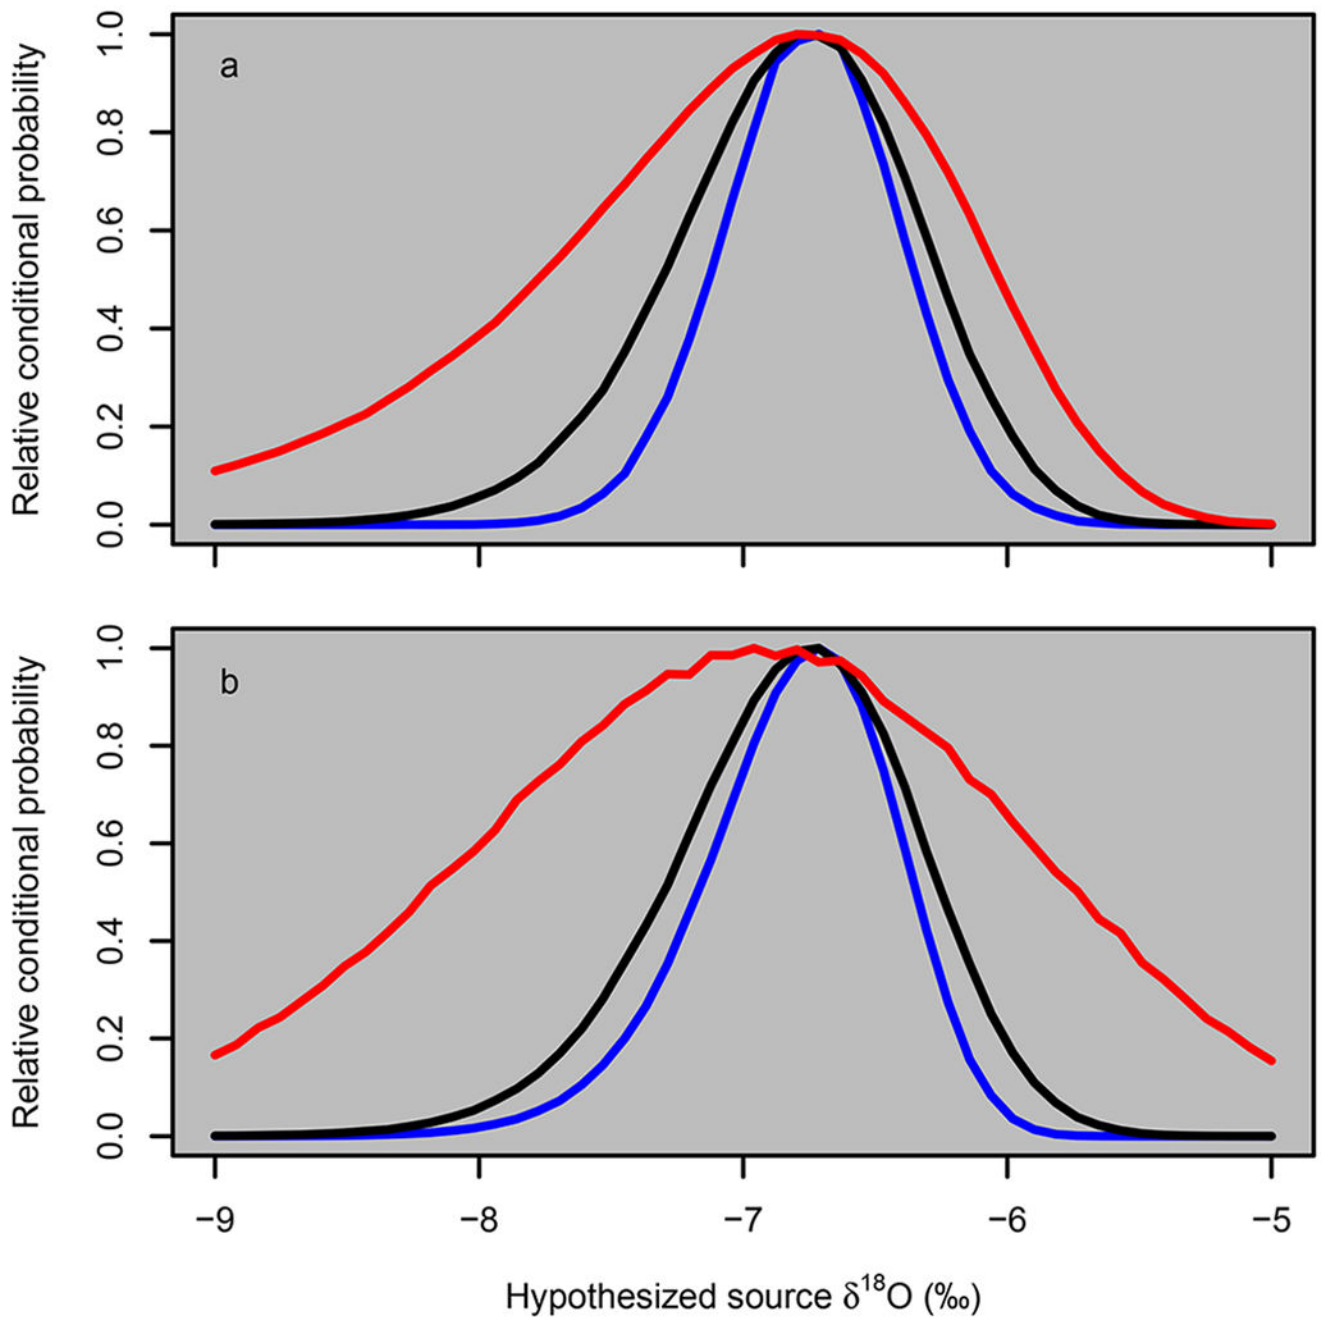 Relative conditional probability
1.0
0.8
0.6
0.4
0.2
0.0
a
Relative conditional probability
1.0
0.8
0.6
0.4
0.2
0.0
b
−9 −8 −7 −6 −5
Hypothesized source δ¹⁸O (‰)